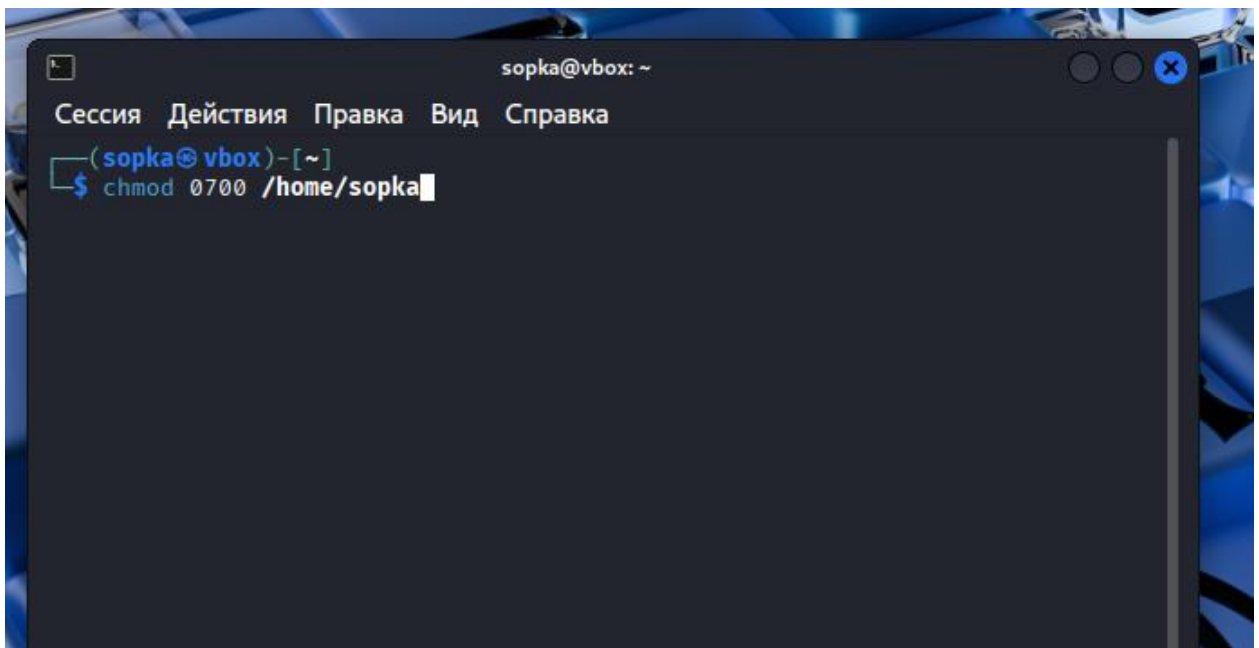 sopka@vbox: ~
Сессия Действия Правка Вид Справка
┌──(sopka㉿vbox)-[~]
└─$ chmod 0700 /home/sopka